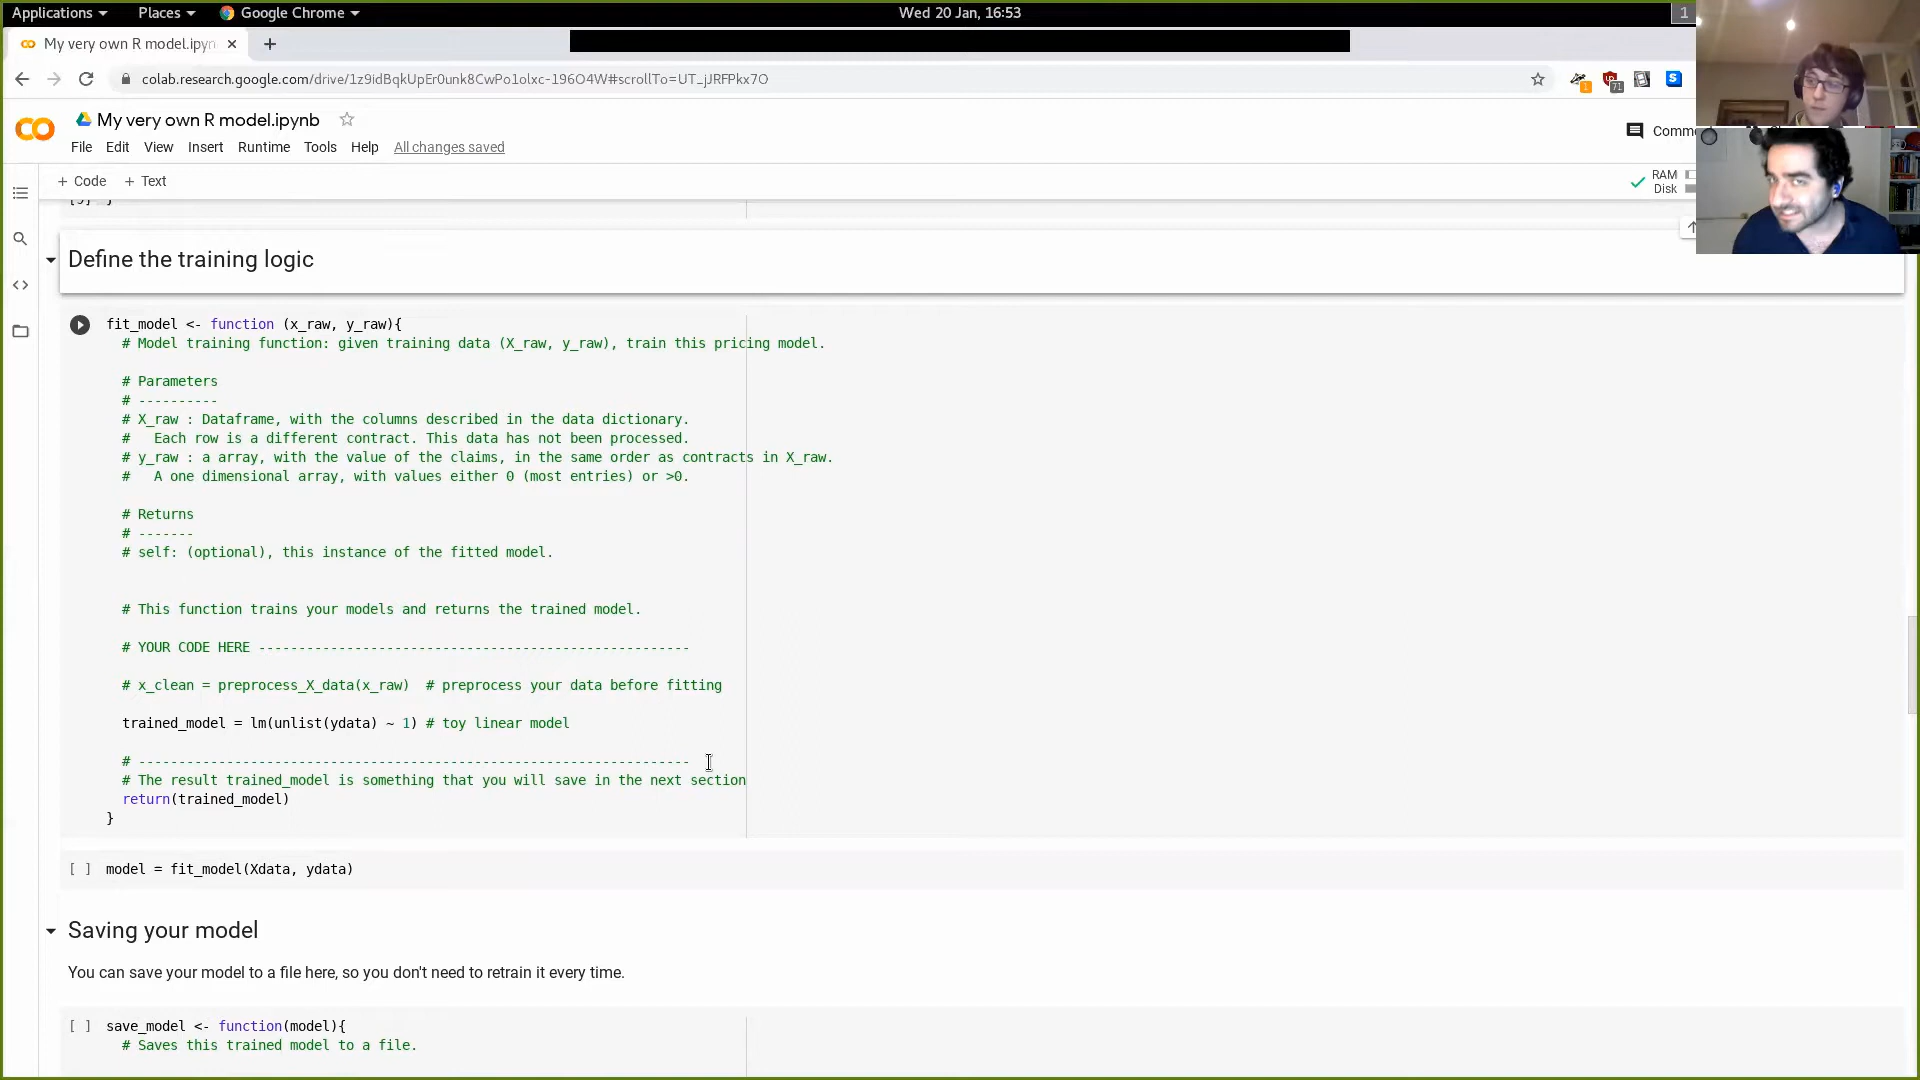 Applications
Places
Google Chrome
Wed 20 Jan, 16:53
1
My very own R model.ipyn
colab.research.google.com/drive/1z9idBqkUpEr0unk8CwPo1olxc-196O4W#scrollTo=UT_jJRFPkx7O
1
71
S
My very own R model.ipynb
Comm
File Edit View Insert Runtime Tools Help All changes saved
+ Code + Text
RAM
Disk
Define the training logic
fit_model <- function (x_raw, y_raw){
# Model training function: given training data (X_raw, y_raw), train this pricing model.
# Parameters
# ----------
# X_raw : Dataframe, with the columns described in the data dictionary.
#   Each row is a different contract. This data has not been processed.
# y_raw : a array, with the value of the claims, in the same order as contracts in X_raw.
#   A one dimensional array, with values either 0 (most entries) or >0.
# Returns
# -------
# self: (optional), this instance of the fitted model.
# This function trains your models and returns the trained model.
# YOUR CODE HERE ------------------------------------------------------
# x_clean = preprocess_X_data(x_raw)  # preprocess your data before fitting
trained_model = lm(unlist(ydata) ~ 1) # toy linear model
# ---------------------------------------------------------------------
# The result trained_model is something that you will save in the next section
return(trained_model)
}
[ ] model = fit_model(Xdata, ydata)
Saving your model
You can save your model to a file here, so you don't need to retrain it every time.
[ ] save_model <- function(model){
# Saves this trained model to a file.